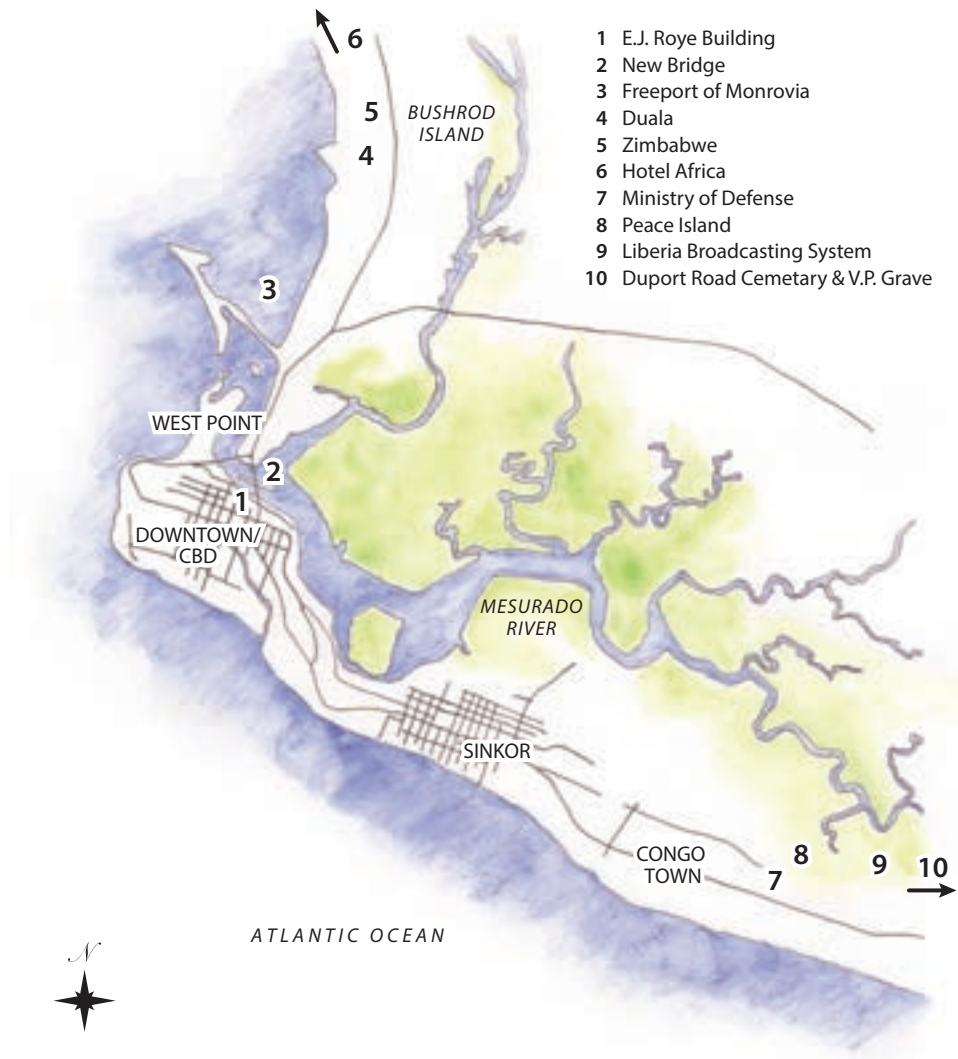 1 E.J. Roye Building
2 New Bridge
3 Freeport of Monrovia
4 Duala
5 Zimbabwe
6 Hotel Africa
7 Ministry of Defense
8 Peace Island
9 Liberia Broadcasting System
10 Duport Road Cemetary & V.P. Grave
6
5
BUSHROD
ISLAND
4
3
WEST POINT
2
1
DOWNTOWN/
CBD
MESURADO
RIVER
SINKOR
CONGO
TOWN
7
8
9
10
ATLANTIC OCEAN
N